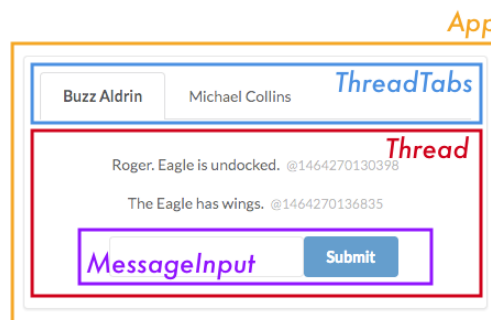 App
ThreadTabs
Buzz Aldrin Michael Collins
Thread
Roger. Eagle is undocked. @1464270130398
The Eagle has wings. @1464270136835
MessageInput
Submit